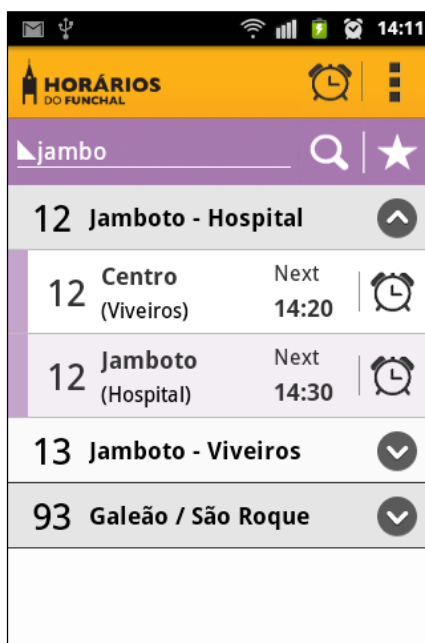 14:11
HORÁRIOS
DO FUNCHAL
jambo
12 Jamboto - Hospital
12 Centro (Viveiros) Next 14:20
12 Jamboto (Hospital) Next 14:30
13 Jamboto - Viveiros
93 Galeão / São Roque